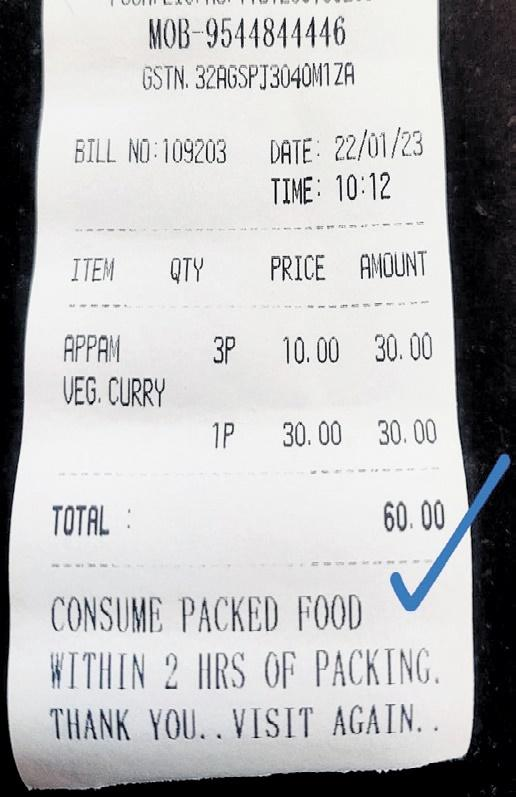 MOB-9544844446
GSTN. 32AGSPJ3040M1ZA
BILL NO:109203 DATE: 22/01/23
TIME: 10:12
ITEM QTY PRICE AMOUNT
APPAM 3P 10.00 30.00
VEG. CURRY
1P 30.00 30.00
TOTAL : 60.00
CONSUME PACKED FOOD
WITHIN 2 HRS OF PACKING.
THANK YOU..VISIT AGAIN..